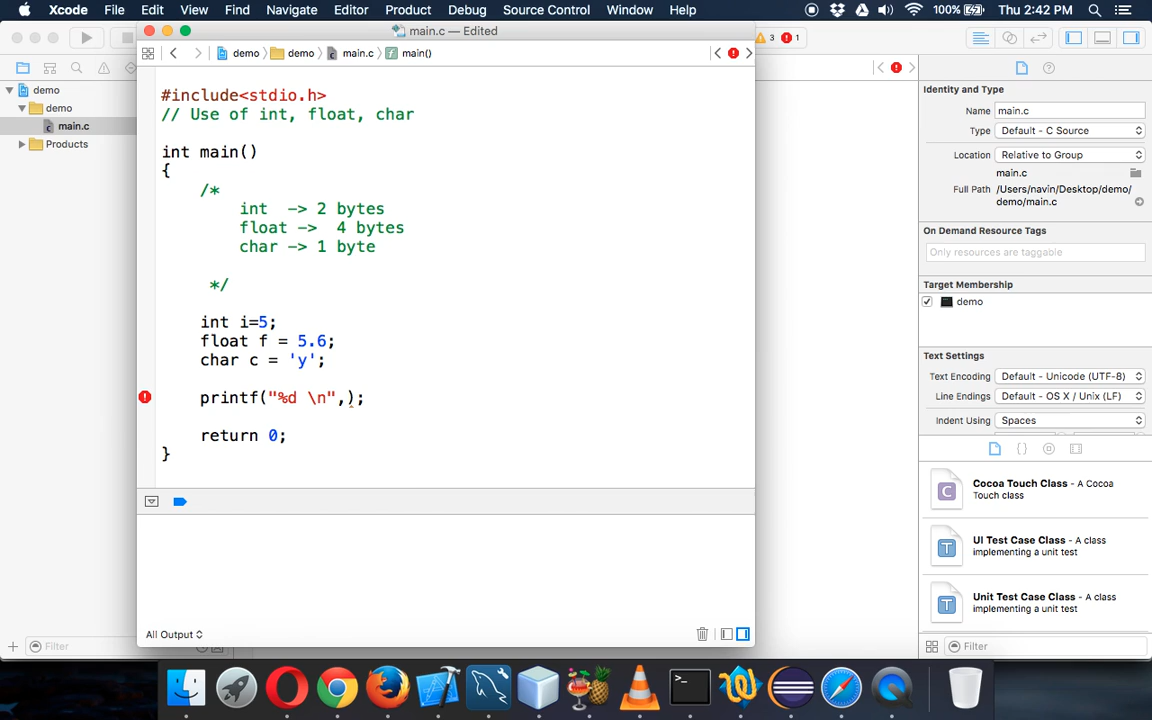 Xcode File Edit View Find Navigate Editor Product Debug Source Control Window Help 100% Thu 2:42 PM
main.c — Edited
3 1
demo demo main.c main()
demo
demo
main.c
Products
#include<stdio.h>
// Use of int, float, char
int main()
{
/*
int -> 2 bytes
float -> 4 bytes
char -> 1 byte
*/
int i=5;
float f = 5.6;
char c = 'y';
printf("%d \n",);
return 0;
}
All Output
Filter
Identity and Type
Name main.c
Type Default - C Source
Location Relative to Group
main.c
Full Path /Users/navin/Desktop/demo/
demo/main.c
On Demand Resource Tags
Only resources are taggable
Target Membership
demo
Text Settings
Text Encoding Default - Unicode (UTF-8)
Line Endings Default - OS X / Unix (LF)
Indent Using Spaces
{ }
C Cocoa Touch Class - A Cocoa
Touch class
T UI Test Case Class - A class
implementing a unit test
T Unit Test Case Class - A class
implementing a unit test
Filter